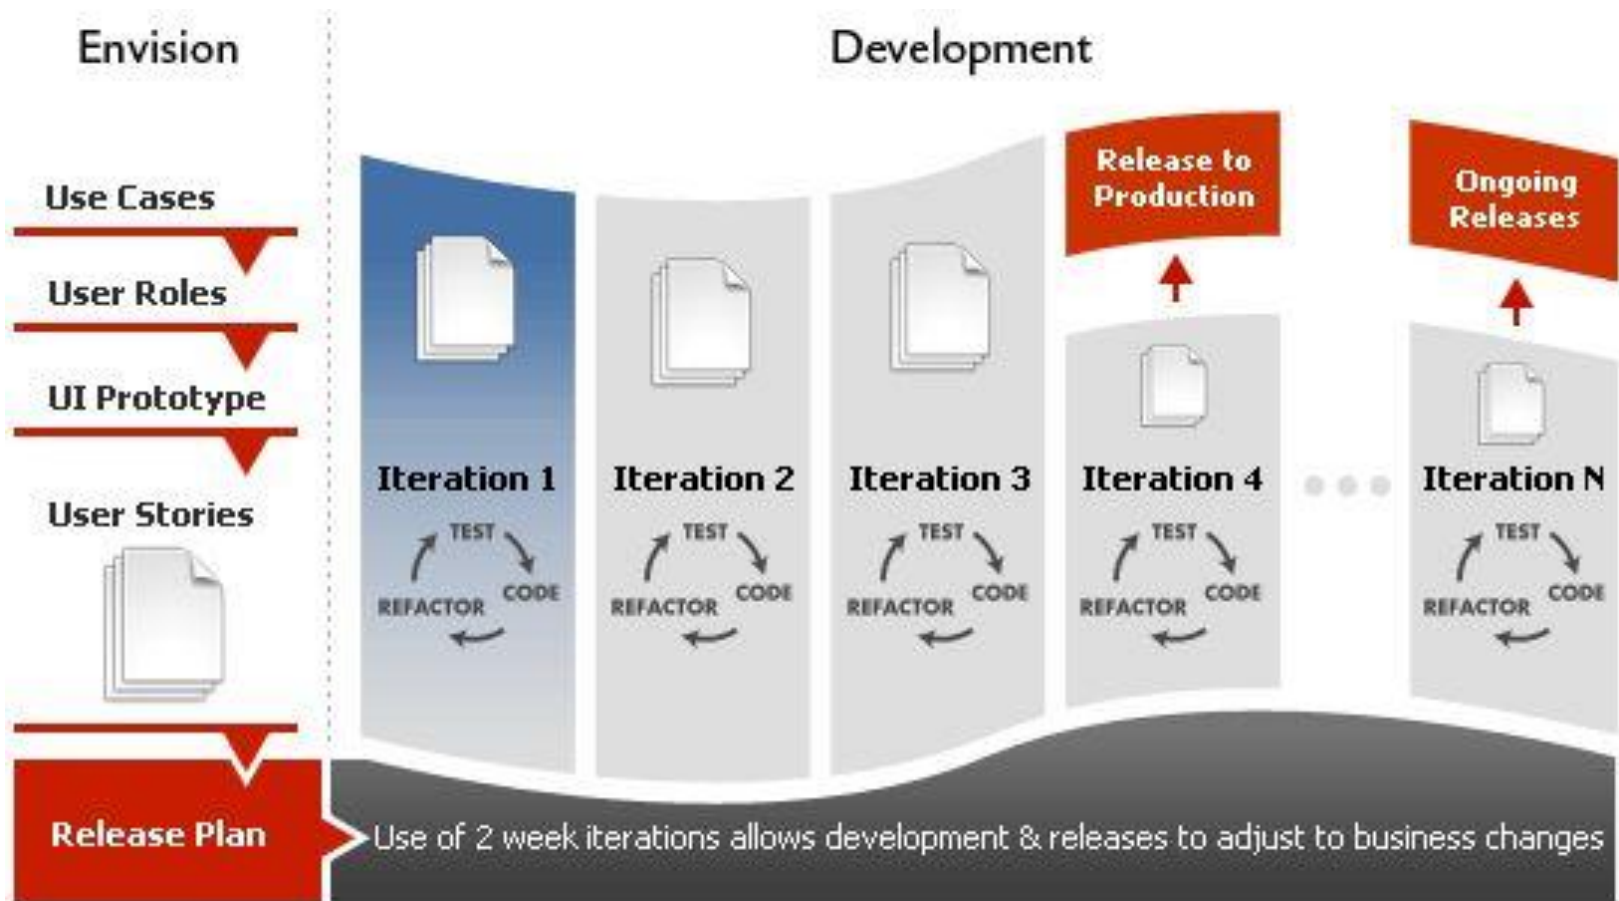 Envision
Development
Use Cases
User Roles
UI Prototype
User Stories
Release Plan
Release to
Production
Ongoing
Releases
Iteration 1
TEST
CODE
REFACTOR
Iteration 2
TEST
CODE
REFACTOR
Iteration 3
TEST
CODE
REFACTOR
Iteration 4
TEST
CODE
REFACTOR
Iteration N
TEST
CODE
REFACTOR
Use of 2 week iterations allows development & releases to adjust to business changes